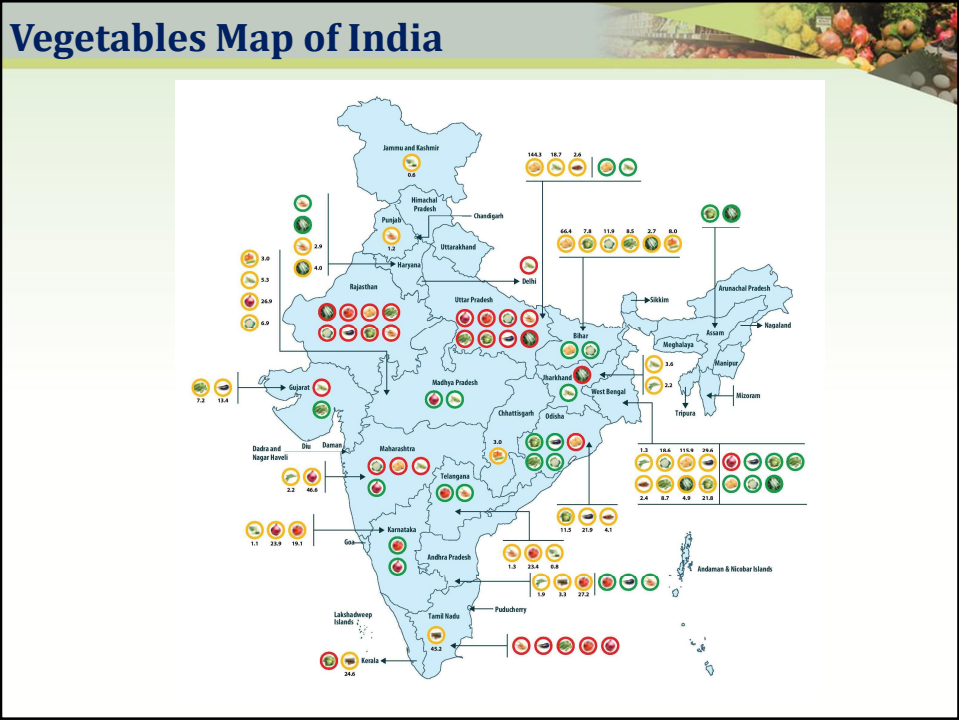 Vegetables Map of India
Jammu and Kashmir
0.6
144.3 18.7 2.6
Himachal
Pradesh
Chandigarh
Punjab
1.2
Uttarakhand
66.4 7.8 11.9 8.5 2.7 8.0
2.9
4.0
Haryana
Delhi
3.0
5.3
26.9
6.9
Rajasthan
Uttar Pradesh
Sikkim
Arunachal Pradesh
Assam
Nagaland
Meghalaya
Manipur
Mizoram
Tripura
Bihar
Jharkhand
3.6
2.2
West Bengal
Gujarat
7.2 13.4
Madhya Pradesh
Chhattisgarh
3.0
Odisha
Dadra and
Nagar Haveli
Diu
Daman
Maharashtra
2.2 46.6
Telangana
1.3 18.6 115.9 29.6
2.4 8.7 4.9 21.8
11.5 21.9 4.1
1.1 23.9 19.1
Karnataka
Goa
Andhra Pradesh
1.3 23.4 0.8
1.9 3.3 27.2
Andaman & Nicobar Islands
Lakshadweep
Islands
Tamil Nadu
45.2
Puducherry
Kerala
24.6